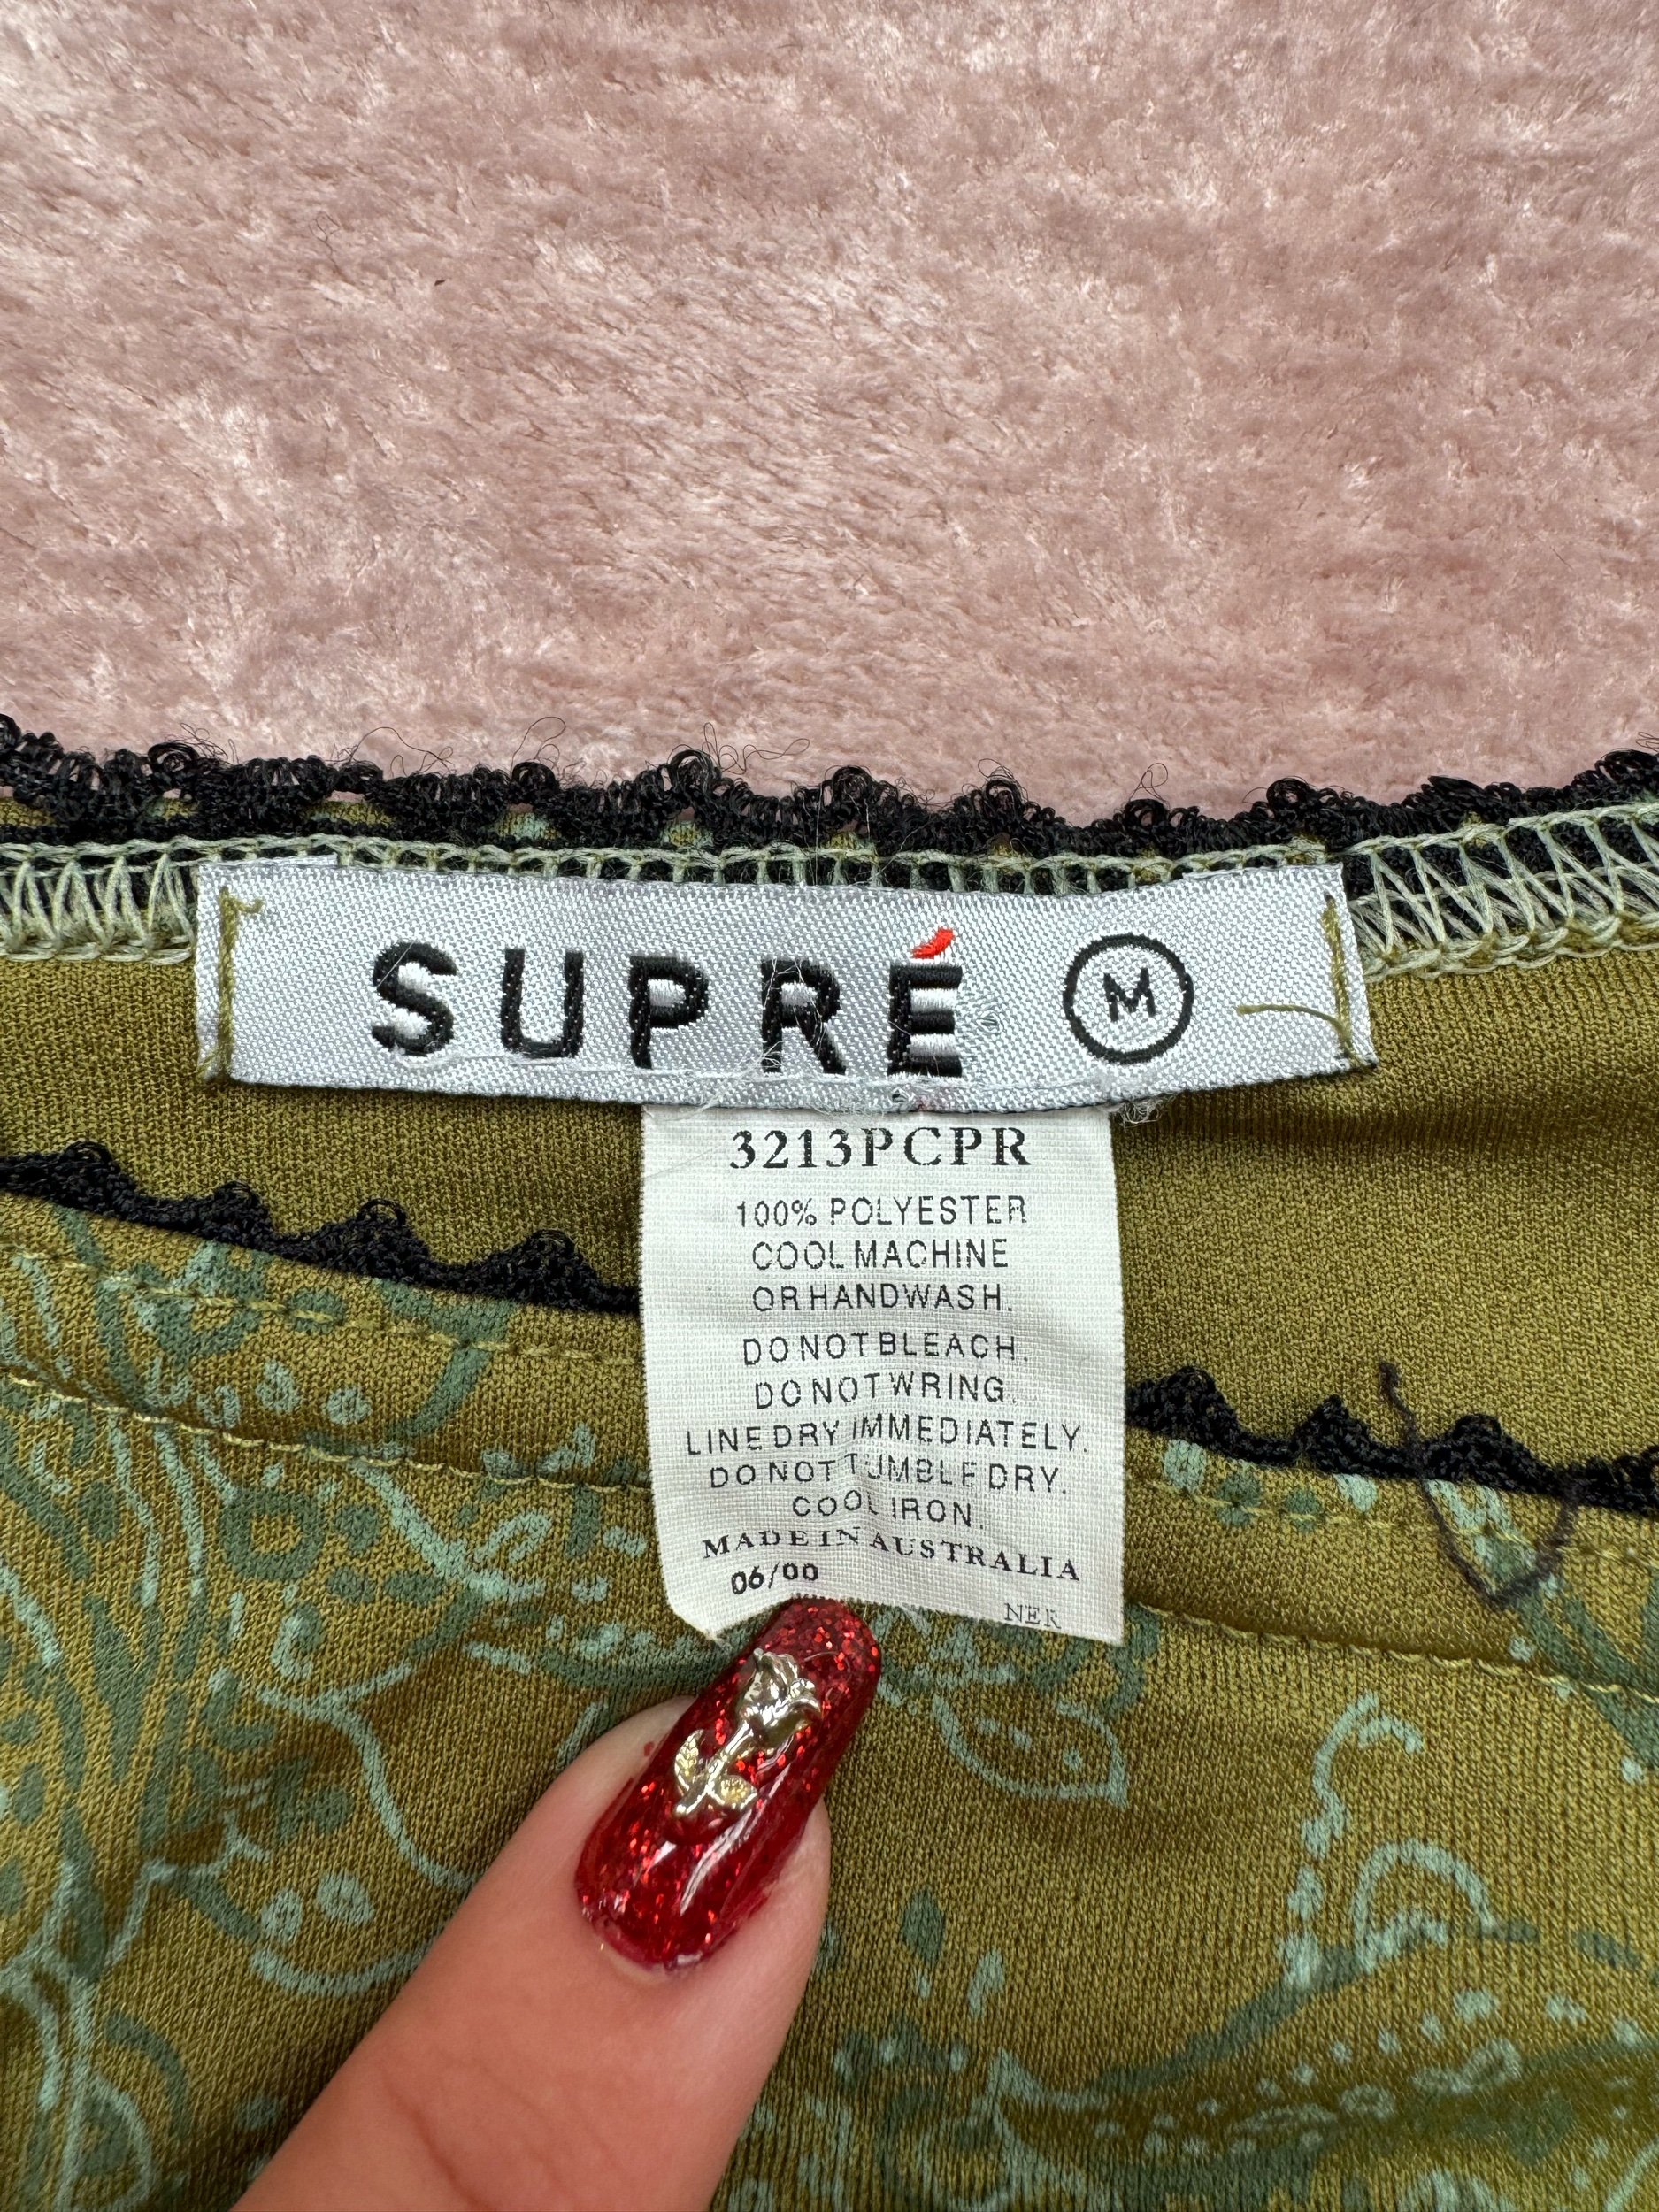 SUPRÉ M
3213PCPR
100% POLYESTER
COOL MACHINE
OR HANDWASH.
DO NOT BLEACH.
DO NOT WRING.
LINE DRY IMMEDIATELY.
DO NOT TUMBLE DRY.
COOL IRON.
MADE IN AUSTRALIA
06/00
NER